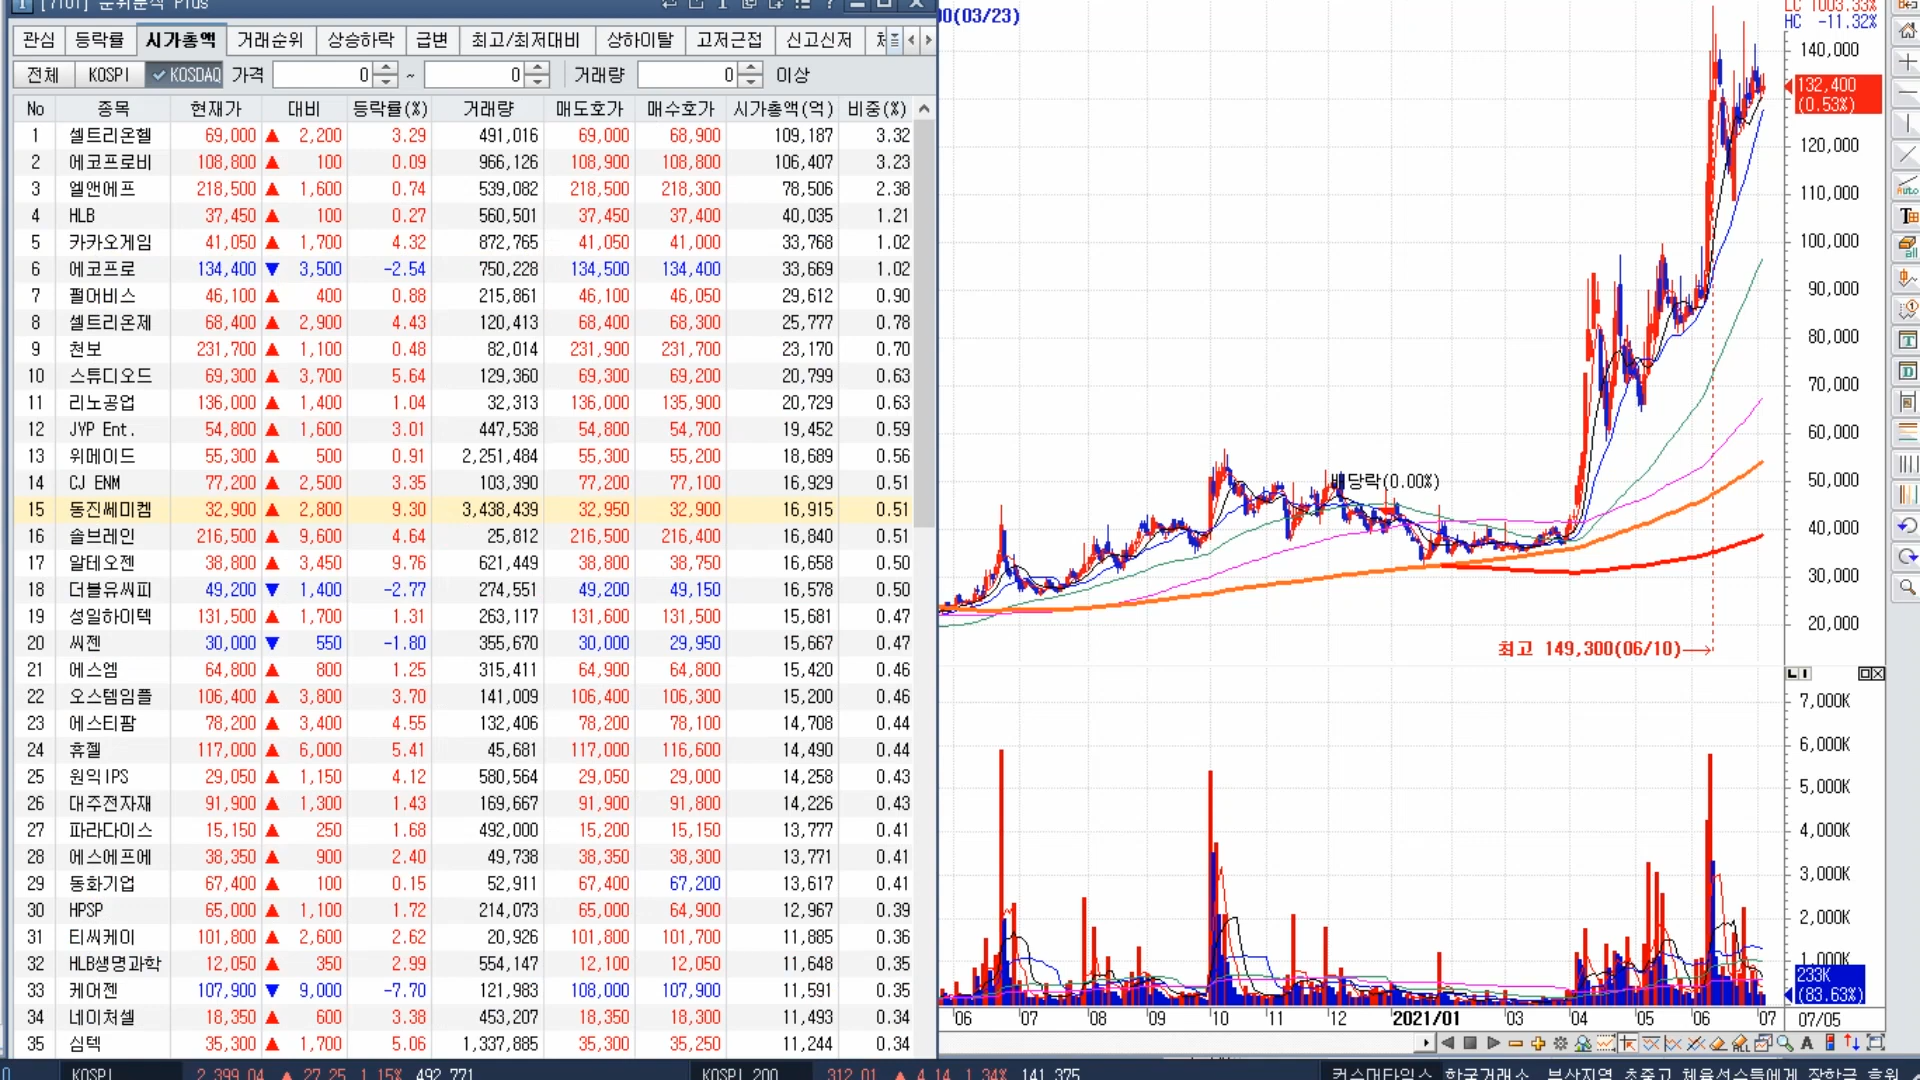 [7101] 순위분석 Plus
관심 등락률 시가총액 거래순위 상승하락 급변 최고/최저대비 상하이탈 고저근접 신고신저
전체 KOSPI KOSDAQ 가격 0 ~ 0 거래량 0 이상
No 종목 현재가 대비 등락률(%) 거래량 매도호가 매수호가 시가총액(억) 비중(%)
1 셀트리온헬 69,000 ▲ 2,200 3.29 491,016 69,000 68,900 109,187 3.32
2 에코프로비 108,800 ▲ 100 0.09 966,126 108,900 108,800 106,407 3.23
3 엘앤에프 218,500 ▲ 1,600 0.74 539,082 218,500 218,300 78,506 2.38
4 HLB 37,450 ▲ 100 0.27 560,501 37,450 37,400 40,035 1.21
5 카카오게임 41,050 ▲ 1,700 4.32 872,765 41,050 41,000 33,768 1.02
6 에코프로 134,400 ▼ 3,500 -2.54 750,228 134,500 134,400 33,669 1.02
7 펄어비스 46,100 ▲ 400 0.88 215,861 46,100 46,050 29,612 0.90
8 셀트리온제 68,400 ▲ 2,900 4.43 120,413 68,400 68,300 25,777 0.78
9 천보 231,700 ▲ 1,100 0.48 82,014 231,900 231,700 23,170 0.70
10 스튜디오드 69,300 ▲ 3,700 5.64 129,360 69,300 69,200 20,799 0.63
11 리노공업 136,000 ▲ 1,400 1.04 32,313 136,000 135,900 20,729 0.63
12 JYP Ent. 54,800 ▲ 1,600 3.01 447,538 54,800 54,700 19,452 0.59
13 위메이드 55,300 ▲ 500 0.91 2,251,484 55,300 55,200 18,689 0.56
14 CJ ENM 77,200 ▲ 2,500 3.35 103,390 77,200 77,100 16,929 0.51
15 동진쎄미켐 32,900 ▲ 2,800 9.30 3,438,439 32,950 32,900 16,915 0.51
16 솔브레인 216,500 ▲ 9,600 4.64 25,812 216,500 216,400 16,840 0.51
17 알테오젠 38,800 ▲ 3,450 9.76 621,449 38,800 38,750 16,658 0.50
18 더블유씨피 49,200 ▼ 1,400 -2.77 274,551 49,200 49,150 16,578 0.50
19 성일하이텍 131,500 ▲ 1,700 1.31 263,117 131,600 131,500 15,681 0.47
20 씨젠 30,000 ▼ 550 -1.80 355,670 30,000 29,950 15,667 0.47
21 에스엠 64,800 ▲ 800 1.25 315,411 64,900 64,800 15,420 0.46
22 오스템임플 106,400 ▲ 3,800 3.70 141,009 106,400 106,300 15,200 0.46
23 에스티팜 78,200 ▲ 3,400 4.55 132,406 78,200 78,100 14,708 0.44
24 휴젤 117,000 ▲ 6,000 5.41 45,681 117,000 116,600 14,490 0.44
25 원익IPS 29,050 ▲ 1,150 4.12 580,564 29,050 29,000 14,258 0.43
26 대주전자재 91,900 ▲ 1,300 1.43 169,667 91,900 91,800 14,226 0.43
27 파라다이스 15,150 ▲ 250 1.68 492,000 15,200 15,150 13,777 0.41
28 에스에프에 38,350 ▲ 900 2.40 49,738 38,350 38,300 13,771 0.41
29 동화기업 67,400 ▲ 100 0.15 52,911 67,400 67,200 13,617 0.41
30 HPSP 65,000 ▲ 1,100 1.72 214,073 65,000 64,900 12,967 0.39
31 티씨케이 101,800 ▲ 2,600 2.62 20,926 101,800 101,700 11,885 0.36
32 HLB생명과학 12,050 ▲ 350 2.99 554,147 12,100 12,050 11,648 0.35
33 케어젠 107,900 ▼ 9,000 -7.70 121,983 108,000 107,900 11,591 0.35
34 네이처셀 18,350 ▲ 600 3.38 453,207 18,350 18,300 11,493 0.34
35 심텍 35,300 ▲ 1,700 5.06 1,337,885 35,300 35,250 11,244 0.34
(03/23)
LC 1003.33%
HC -11.32%
140,000
132,400
(0.53%)
120,000
110,000
100,000
90,000
80,000
70,000
60,000
50,000
40,000
30,000
20,000
배당락(0.00%)
최고 149,300(06/10)
7,000K
6,000K
5,000K
4,000K
3,000K
2,000K
1,000K
233K
(83.63%)
06 07 08 09 10 11 12 2021/01 03 04 05 06 07 07/05
KOSPI 2,399.04 ▲ 27.25 1.15% 492,771 KOSPI 200 312.01 ▲ 4.14 1.34% 141,375 커스머타임스 한국거래소, 부산지역 초중고 체육선수들에게 장학금 후원